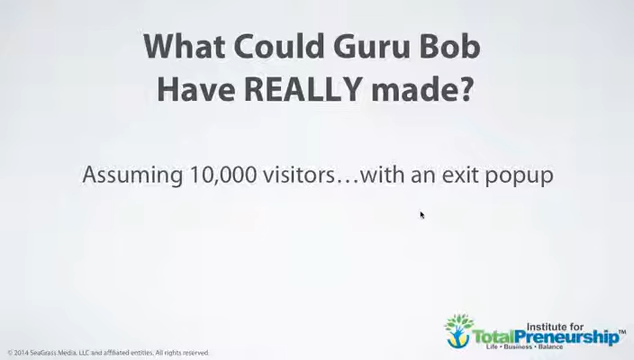 What Could Guru Bob
Have REALLY made?
Assuming 10,000 visitors…with an exit popup
Institute for
TotalPreneurship™
Life • Business • Balance
© 2014 SeaGrass Media, LLC and affiliated entities. All rights reserved.